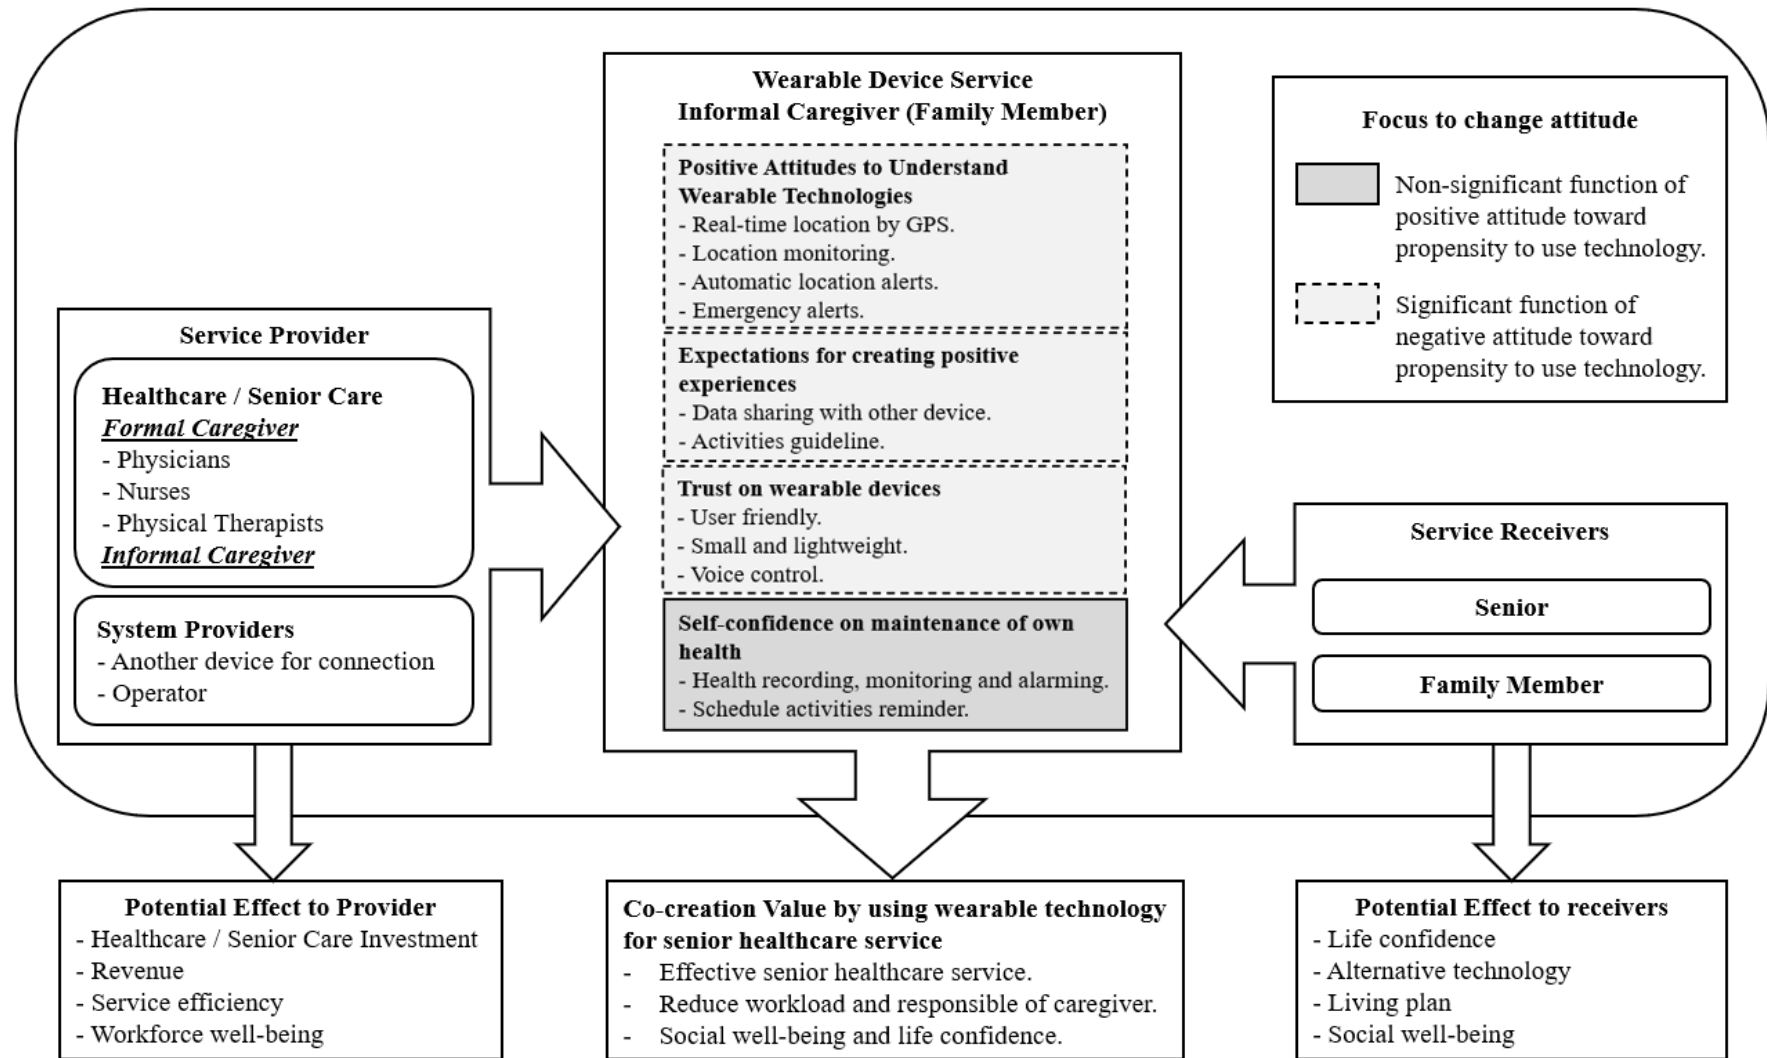 Wearable Device Service
Informal Caregiver (Family Member)
Positive Attitudes to Understand
Wearable Technologies
- Real-time location by GPS.
- Location monitoring.
- Automatic location alerts.
- Emergency alerts.
Expectations for creating positive
experiences
- Data sharing with other device.
- Activities guideline.
Trust on wearable devices
- User friendly.
- Small and lightweight.
- Voice control.
Self-confidence on maintenance of own
health
- Health recording, monitoring and alarming.
- Schedule activities reminder.
Focus to change attitude
Non-significant function of
positive attitude toward
propensity to use technology.
Significant function of
negative attitude toward
propensity to use technology.
Service Provider
Healthcare / Senior Care
Formal Caregiver
- Physicians
- Nurses
- Physical Therapists
Informal Caregiver
System Providers
- Another device for connection
- Operator
Service Receivers
Senior
Family Member
Potential Effect to Provider
- Healthcare / Senior Care Investment
- Revenue
- Service efficiency
- Workforce well-being
Co-creation Value by using wearable technology
for senior healthcare service
- Effective senior healthcare service.
- Reduce workload and responsible of caregiver.
- Social well-being and life confidence.
Potential Effect to receivers
- Life confidence
- Alternative technology
- Living plan
- Social well-being